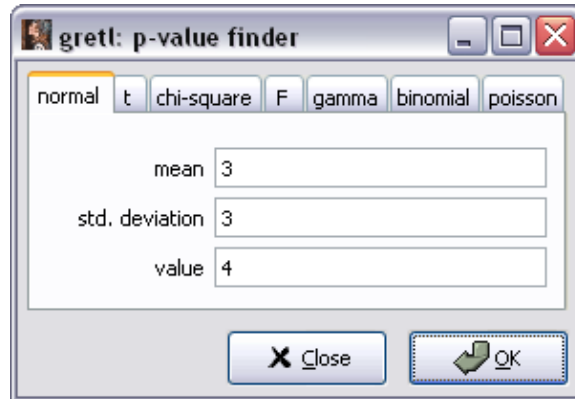 gretl: p-value finder
normal t chi-square F gamma binomial poisson
mean 3
std. deviation 3
value 4
Close OK